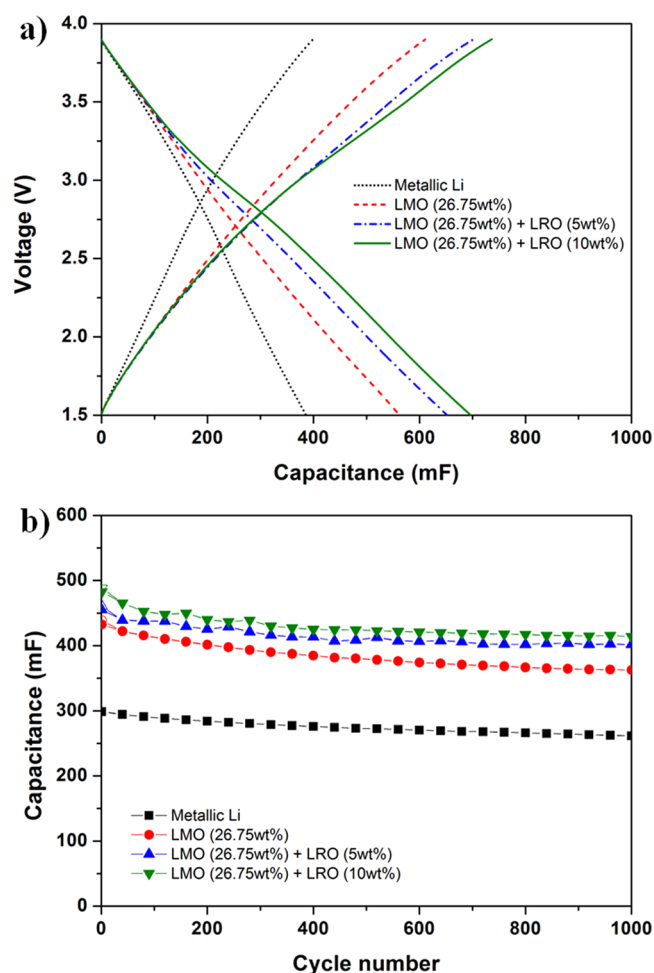 a)
4.0
3.5
3.0
2.5
2.0
1.5
Voltage (V)
Metallic Li
LMO (26.75wt%)
LMO (26.75wt%) + LRO (5wt%)
LMO (26.75wt%) + LRO (10wt%)
0 200 400 600 800 1000
Capacitance (mF)
b)
600
500
400
300
200
100
0
Capacitance (mF)
Metallic Li
LMO (26.75wt%)
LMO (26.75wt%) + LRO (5wt%)
LMO (26.75wt%) + LRO (10wt%)
0 200 400 600 800 1000
Cycle number